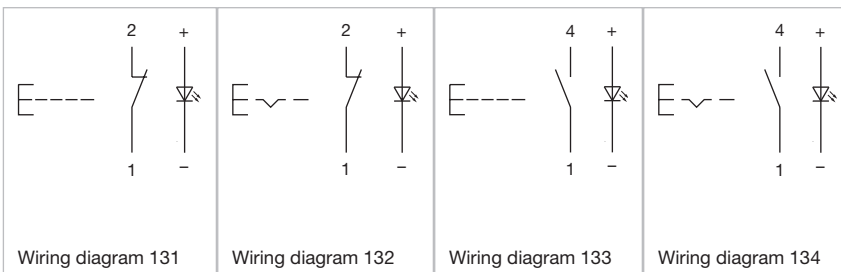 2 +
1 –
Wiring diagram 131
2 +
1 –
Wiring diagram 132
4 +
1 –
Wiring diagram 133
4 +
1 –
Wiring diagram 134